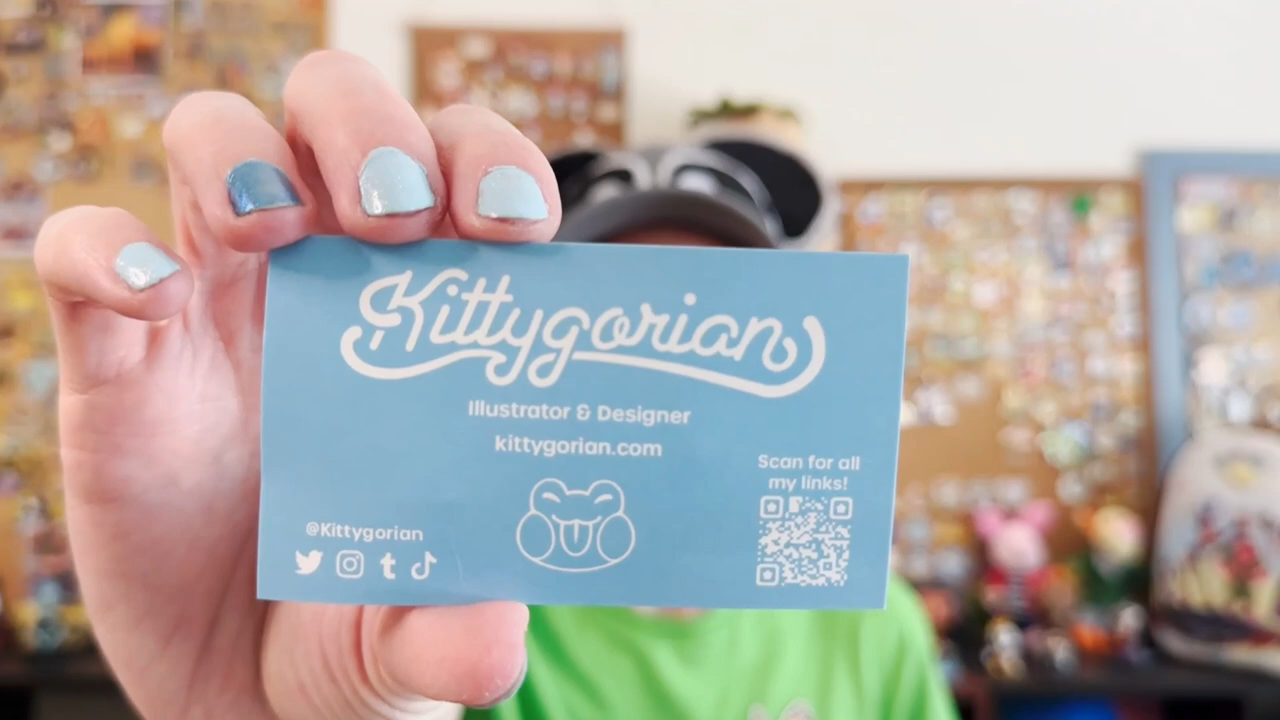 Kittygorian
Illustrator & Designer
kittygorian.com
Scan for all
my links!
@Kittygorian